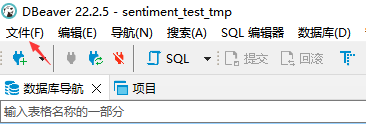 DBeaver 22.2.5 - sentiment_test_tmp
文件(F) 编辑(E) 导航(N) 搜索(A) SQL 编辑器 数据库(D)
SQL 提交 回滚
数据库导航 项目
输入表格名称的一部分